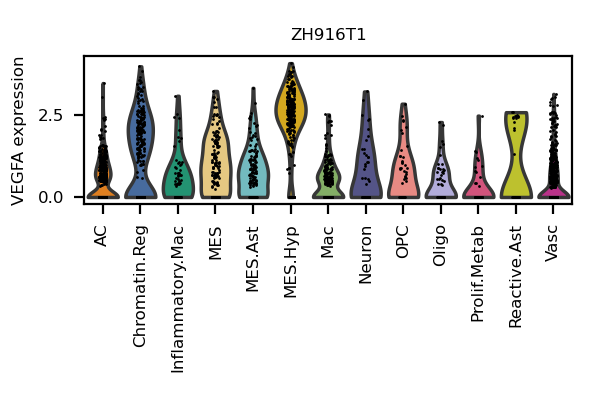 ZH916T1
VEGFA expression
2.5
0.0
AC
Chromatin.Reg
Inflammatory.Mac
MES
MES.Ast
MES.Hyp
Mac
Neuron
OPC
Oligo
Prolif.Metab
Reactive.Ast
Vasc